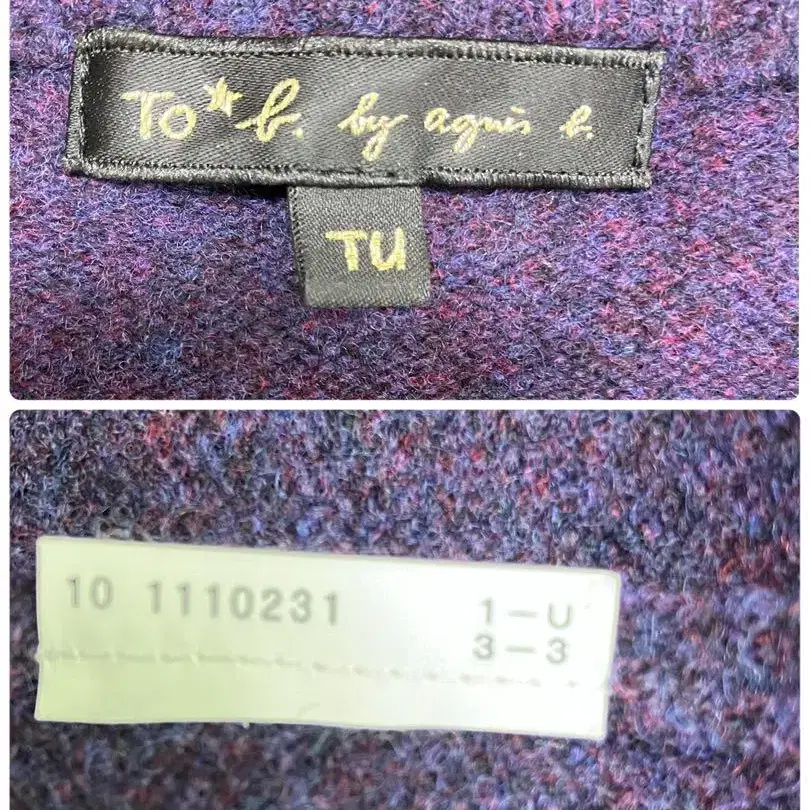 To★b. by agnès b.
TU
10 1110231 1-U
3-3